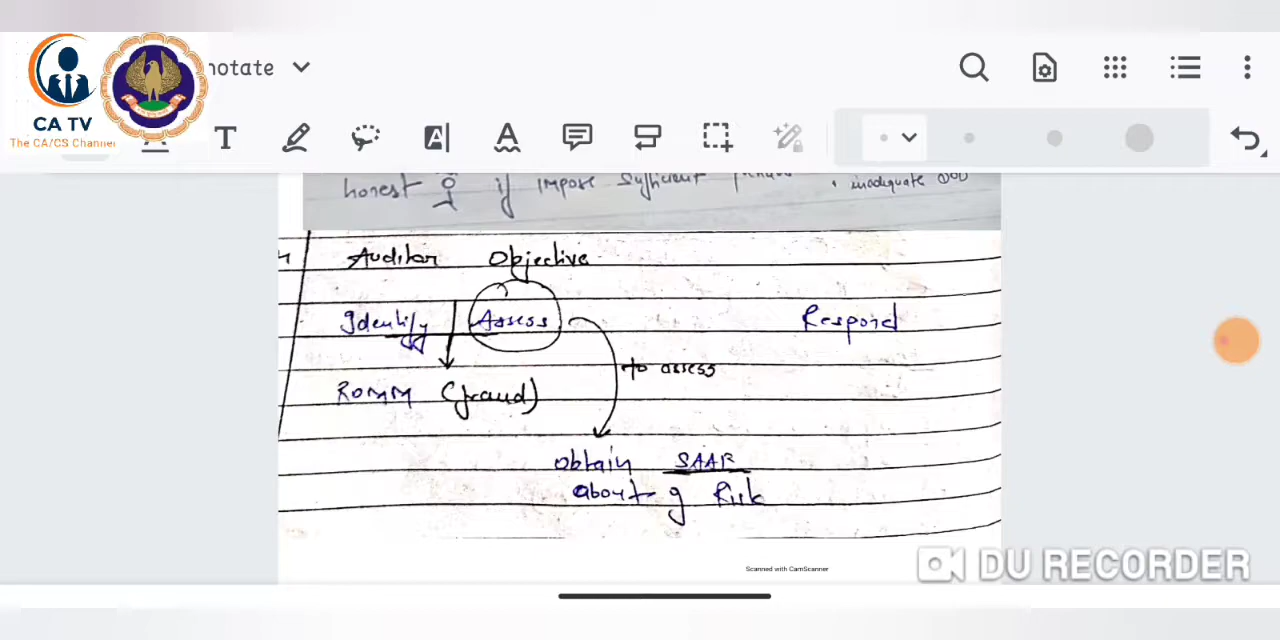 notate
CA TV
The CA/CS Channel
honest if impose sufficient inadequate
Auditor Objective
Identify Assess Respond
to assess
ROMM (fraud)
obtain SAAE
about g Risk
Scanned with CamScanner
DU RECORDER